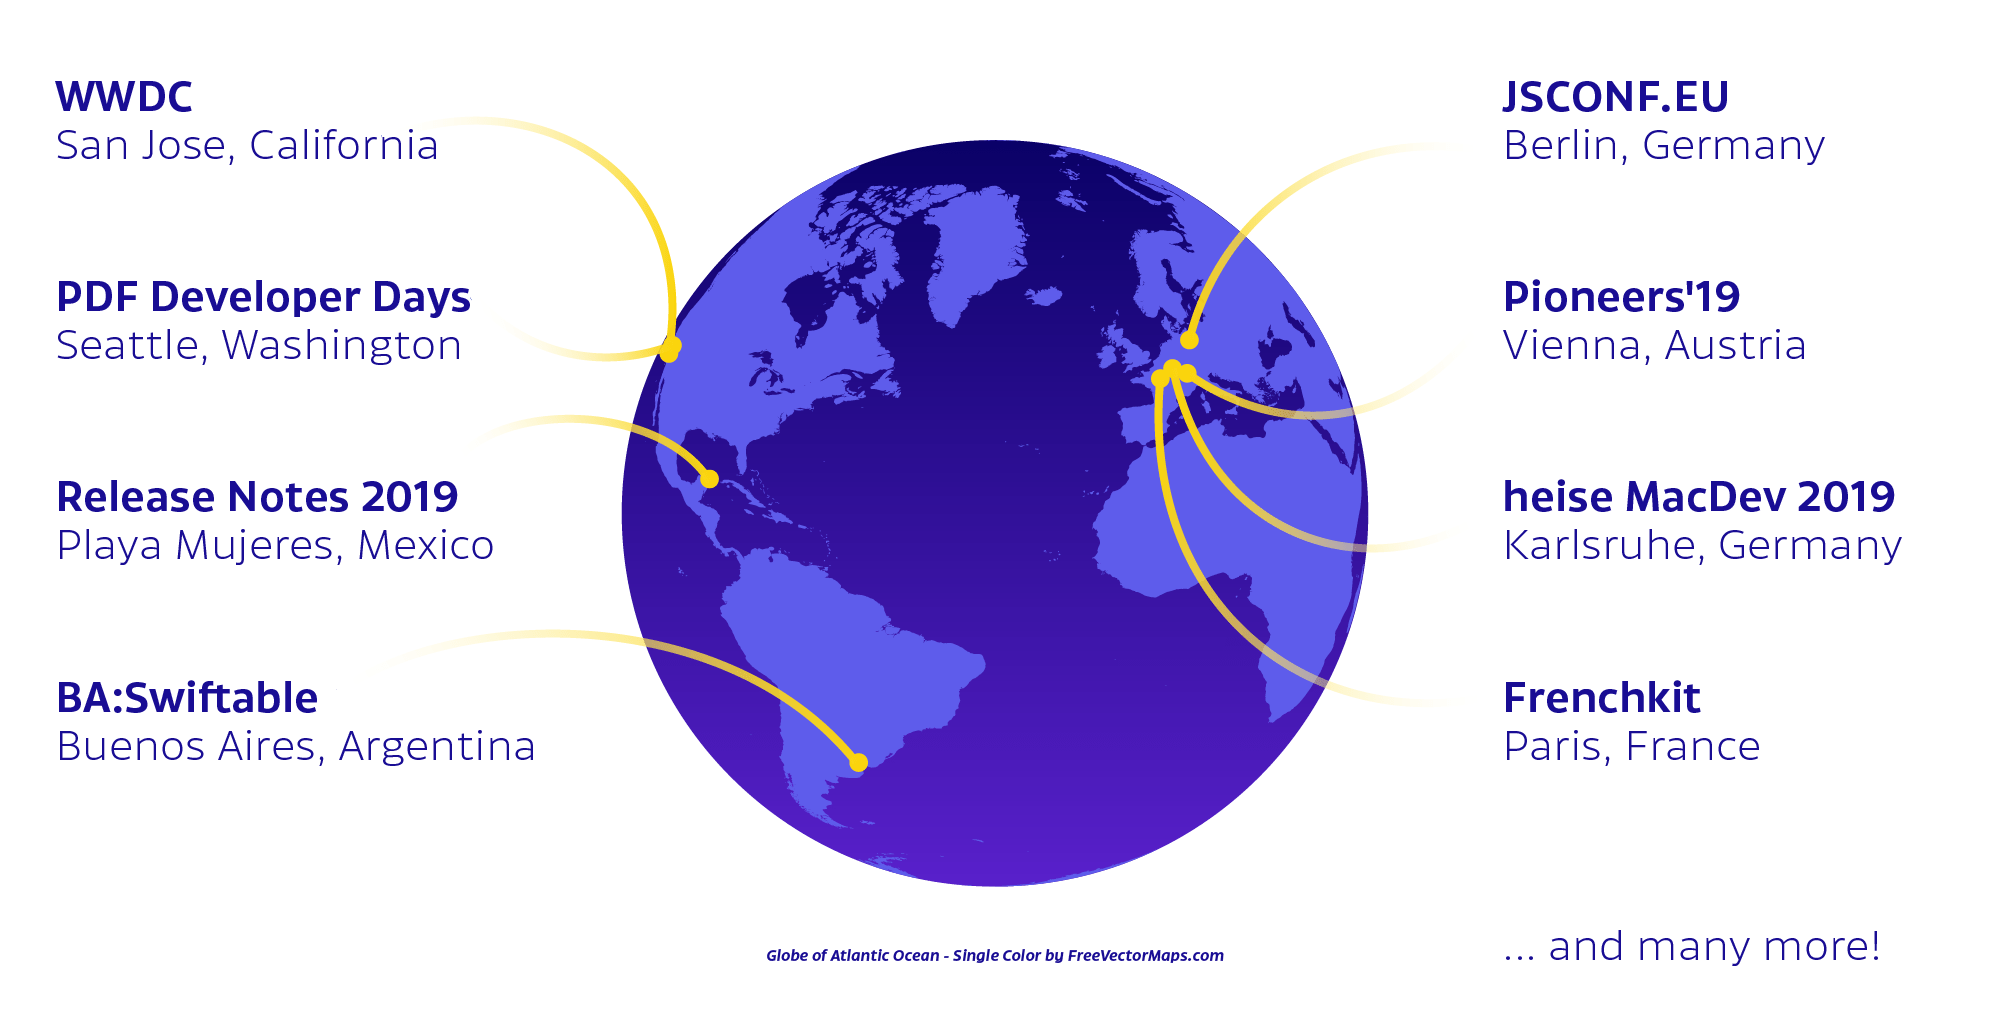 WWDC
San Jose, California
PDF Developer Days
Seattle, Washington
Release Notes 2019
Playa Mujeres, Mexico
BA:Swiftable
Buenos Aires, Argentina
JSCONF.EU
Berlin, Germany
Pioneers'19
Vienna, Austria
heise MacDev 2019
Karlsruhe, Germany
Frenchkit
Paris, France
... and many more!
Globe of Atlantic Ocean - Single Color by FreeVectorMaps.com